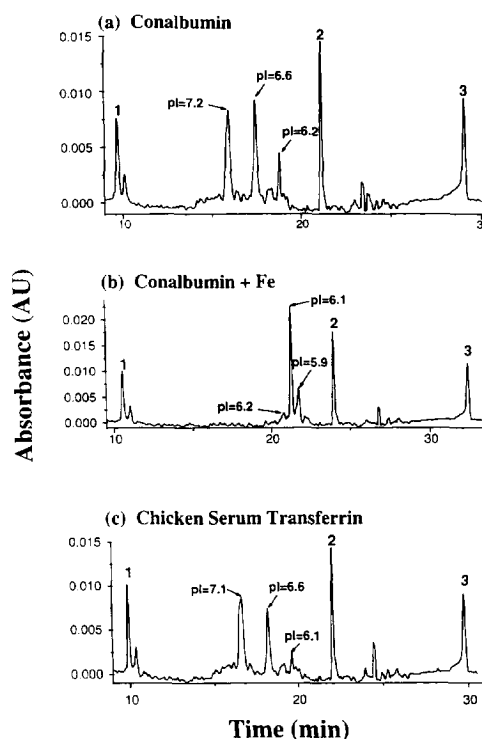 (a) Conalbumin
0.015
0.010
0.005
0.000
1
pI=7.2
pI=6.6
pI=6.2
2
3
10
20
30
(b) Conalbumin + Fe
0.020
0.015
0.010
0.005
0.000
1
pI=6.2
pI=6.1
pI=5.9
2
3
10
20
30
(c) Chicken Serum Transferrin
0.015
0.010
0.005
0.000
1
pI=7.1
pI=6.6
pI=6.1
2
3
10
20
30
Absorbance (AU)
Time (min)